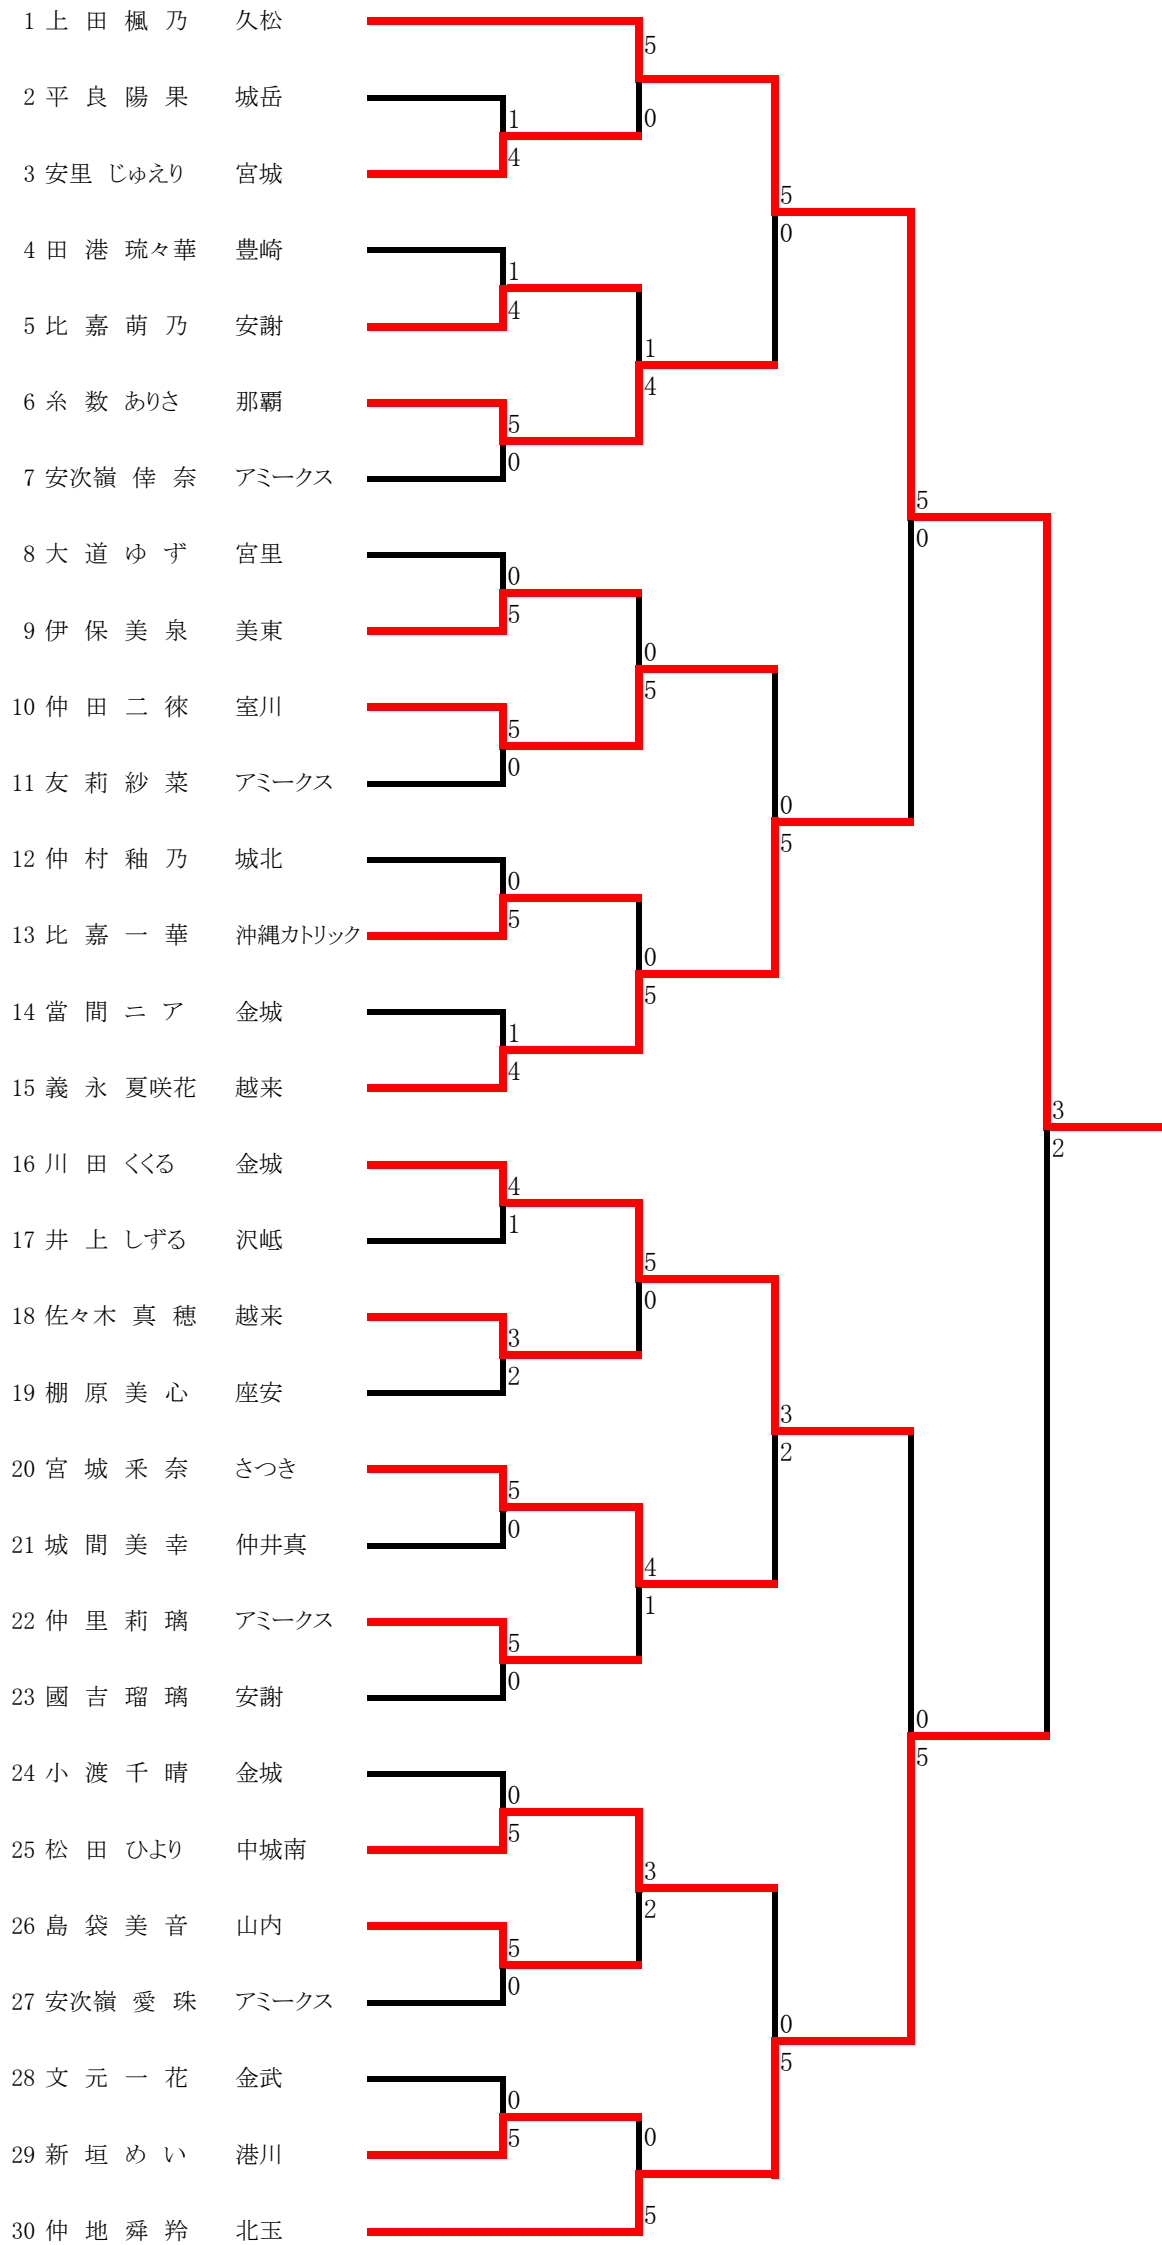 1 上 田 楓 乃 久松
5
2 平 良 陽 果 城岳
1
0
4
3 安里 じゅえり 宮城
5
0
4 田 港 琉々華 豊崎
1
4
5 比 嘉 萌 乃 安謝
1
4
6 糸 数 ありさ 那覇
5
0
7 安次嶺 倖 奈 アミークス
5
0
8 大 道 ゆ ず 宮里
0
5
9 伊 保 美 泉 美東
0
5
10 仲 田 二 徠 室川
5
0
11 友 莉 紗 菜 アミークス
0
5
12 仲 村 釉 乃 城北
0
5
13 比 嘉 一 華 沖縄カトリック
0
5
14 當 間 ニ ア 金城
1
4
15 義 永 夏咲花 越来
3
2
16 川 田 くくる 金城
4
1
17 井 上 しずる 沢岻
5
0
18 佐々木 真 穂 越来
3
2
19 棚 原 美 心 座安
3
2
20 宮 城 釆 奈 さつき
5
0
21 城 間 美 幸 仲井真
4
1
22 仲 里 莉 璃 アミークス
5
0
23 國 吉 瑠 璃 安謝
0
5
24 小 渡 千 晴 金城
0
5
25 松 田 ひより 中城南
3
2
26 島 袋 美 音 山内
5
0
27 安次嶺 愛 珠 アミークス
0
5
28 文 元 一 花 金武
0
5
0
29 新 垣 め い 港川
5
30 仲 地 舜 羚 北玉